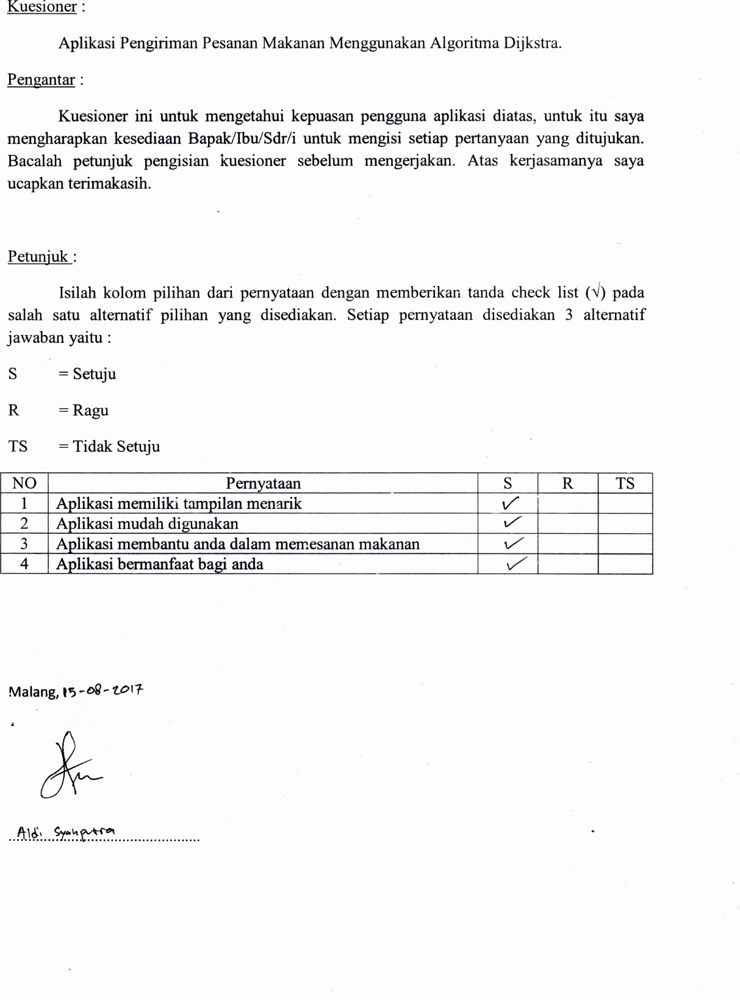 Kuesioner :
Aplikasi Pengiriman Pesanan Makanan Menggunakan Algoritma Dijkstra.
Pengantar :
Kuesioner ini untuk mengetahui kepuasan pengguna aplikasi diatas, untuk itu saya
mengharapkan kesediaan Bapak/Ibu/Sdr/i untuk mengisi setiap pertanyaan yang ditujukan.
Bacalah petunjuk pengisian kuesioner sebelum mengerjakan. Atas kerjasamanya saya
ucapkan terimakasih.
Petunjuk :
Isilah kolom pilihan dari pernyataan dengan memberikan tanda check list (√) pada
salah satu alternatif pilihan yang disediakan. Setiap pernyataan disediakan 3 alternatif
jawaban yaitu :
S = Setuju
R = Ragu
TS = Tidak Setuju
NO Pernyataan S R TS
1 Aplikasi memiliki tampilan menarik ✓
2 Aplikasi mudah digunakan ✓
3 Aplikasi membantu anda dalam memesanan makanan ✓
4 Aplikasi bermanfaat bagi anda ✓
Malang, 15-08-2017
Aldi Syahputra